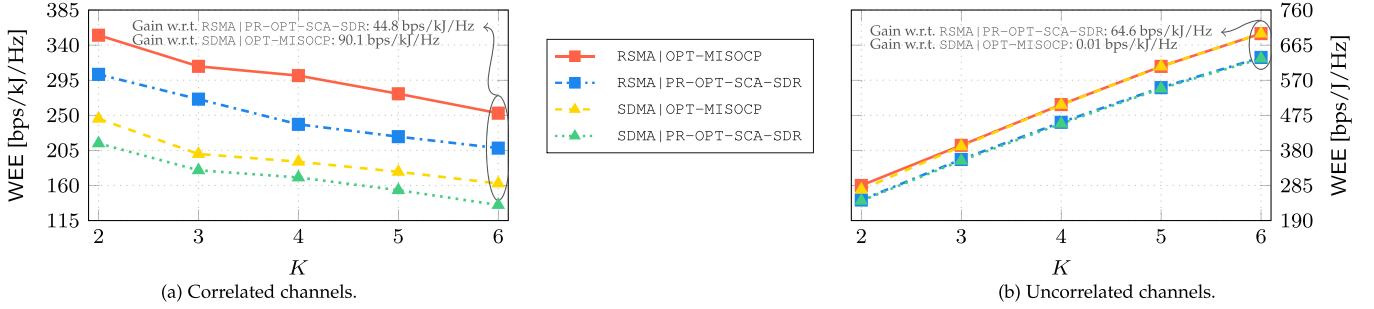 WEE [bps/kJ/Hz]
385
340
295
250
205
160
115
Gain w.r.t. RSMA|PR-OPT-SCA-SDR: 44.8 bps/kJ/Hz
Gain w.r.t. SDMA|OPT-MISOCP: 90.1 bps/kJ/Hz
2 3 4 5 6
K
(a) Correlated channels.
RSMA|OPT-MISOCP
RSMA|PR-OPT-SCA-SDR
SDMA|OPT-MISOCP
SDMA|PR-OPT-SCA-SDR
Gain w.r.t. RSMA|PR-OPT-SCA-SDR: 64.6 bps/kJ/Hz
Gain w.r.t. SDMA|OPT-MISOCP: 0.01 bps/kJ/Hz
760
665
570
475
380
285
190
WEE [bps/J/Hz]
2 3 4 5 6
K
(b) Uncorrelated channels.